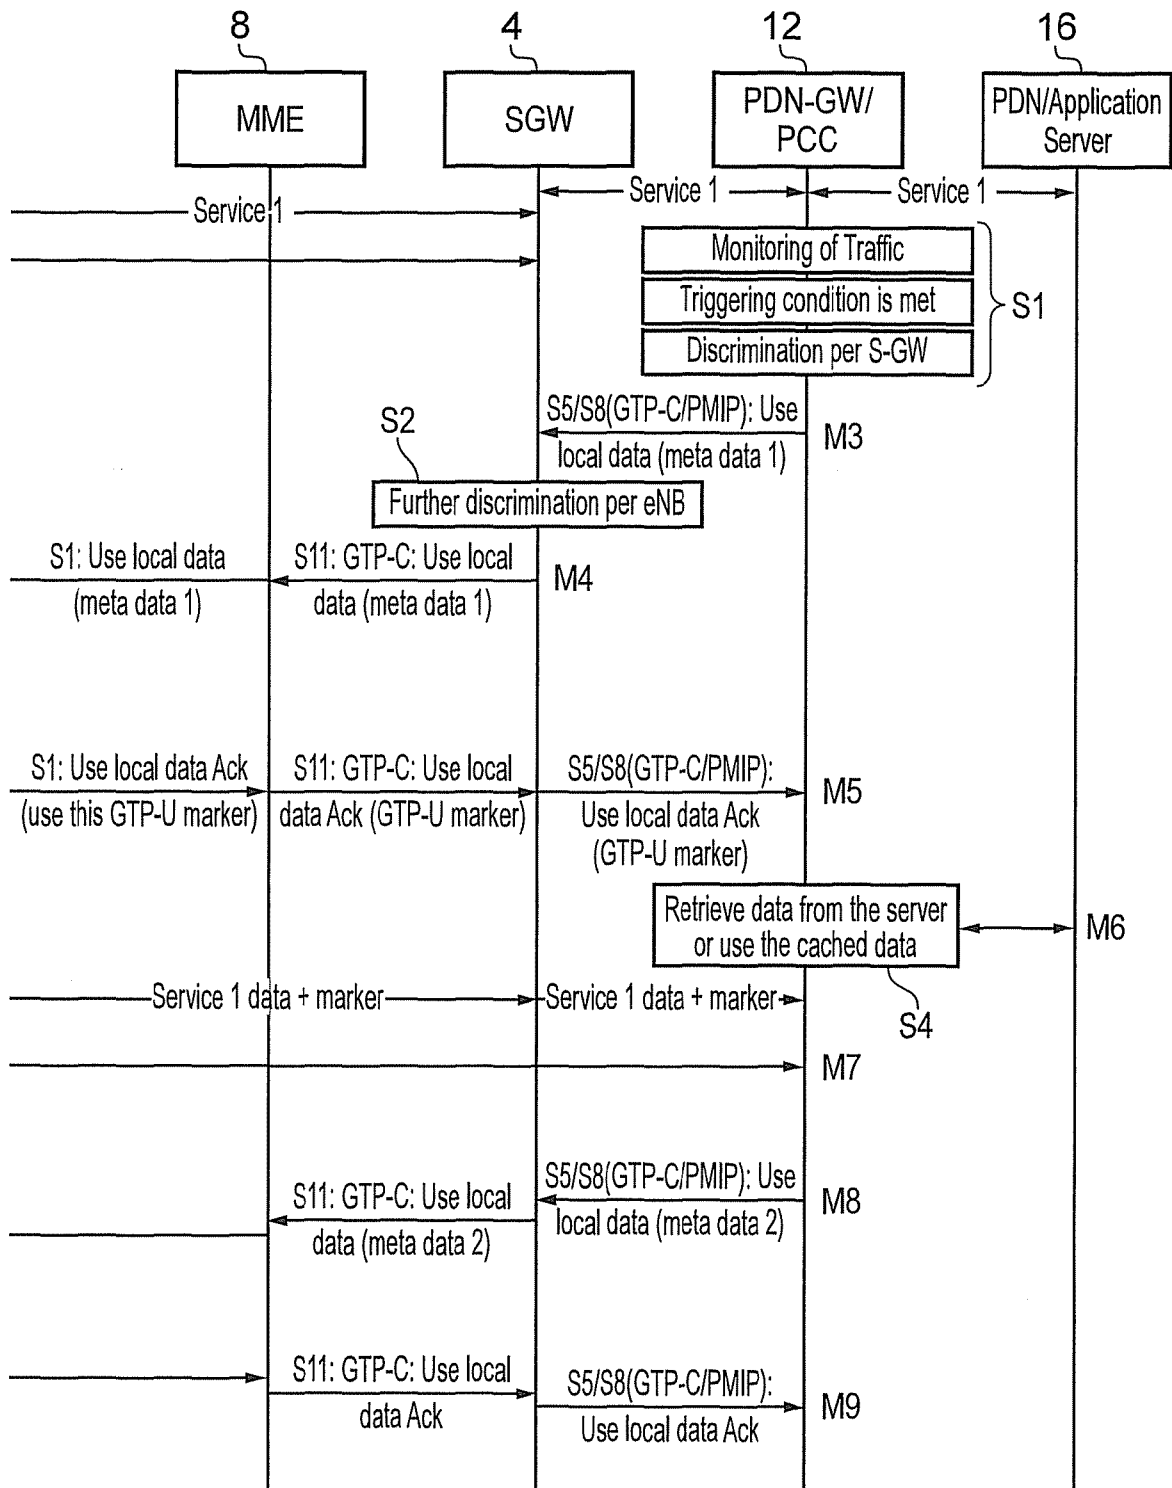 8
4
12
16
MME
SGW
PDN-GW/
PCC
PDN/Application
Server
Service 1
Service 1
Service 1
Monitoring of Traffic
Triggering condition is met
Discrimination per S-GW
S1
S5/S8(GTP-C/PMIP): Use
local data (meta data 1)
M3
S2
Further discrimination per eNB
S1: Use local data
(meta data 1)
S11: GTP-C: Use local
data (meta data 1)
M4
S1: Use local data Ack
(use this GTP-U marker)
S11: GTP-C: Use local
data Ack (GTP-U marker)
S5/S8(GTP-C/PMIP):
Use local data Ack
(GTP-U marker)
M5
Retrieve data from the server
or use the cached data
M6
Service 1 data + marker
Service 1 data + marker
S4
M7
S5/S8(GTP-C/PMIP): Use
local data (meta data 2)
M8
S11: GTP-C: Use local
data (meta data 2)
S11: GTP-C: Use local
data Ack
S5/S8(GTP-C/PMIP):
Use local data Ack
M9